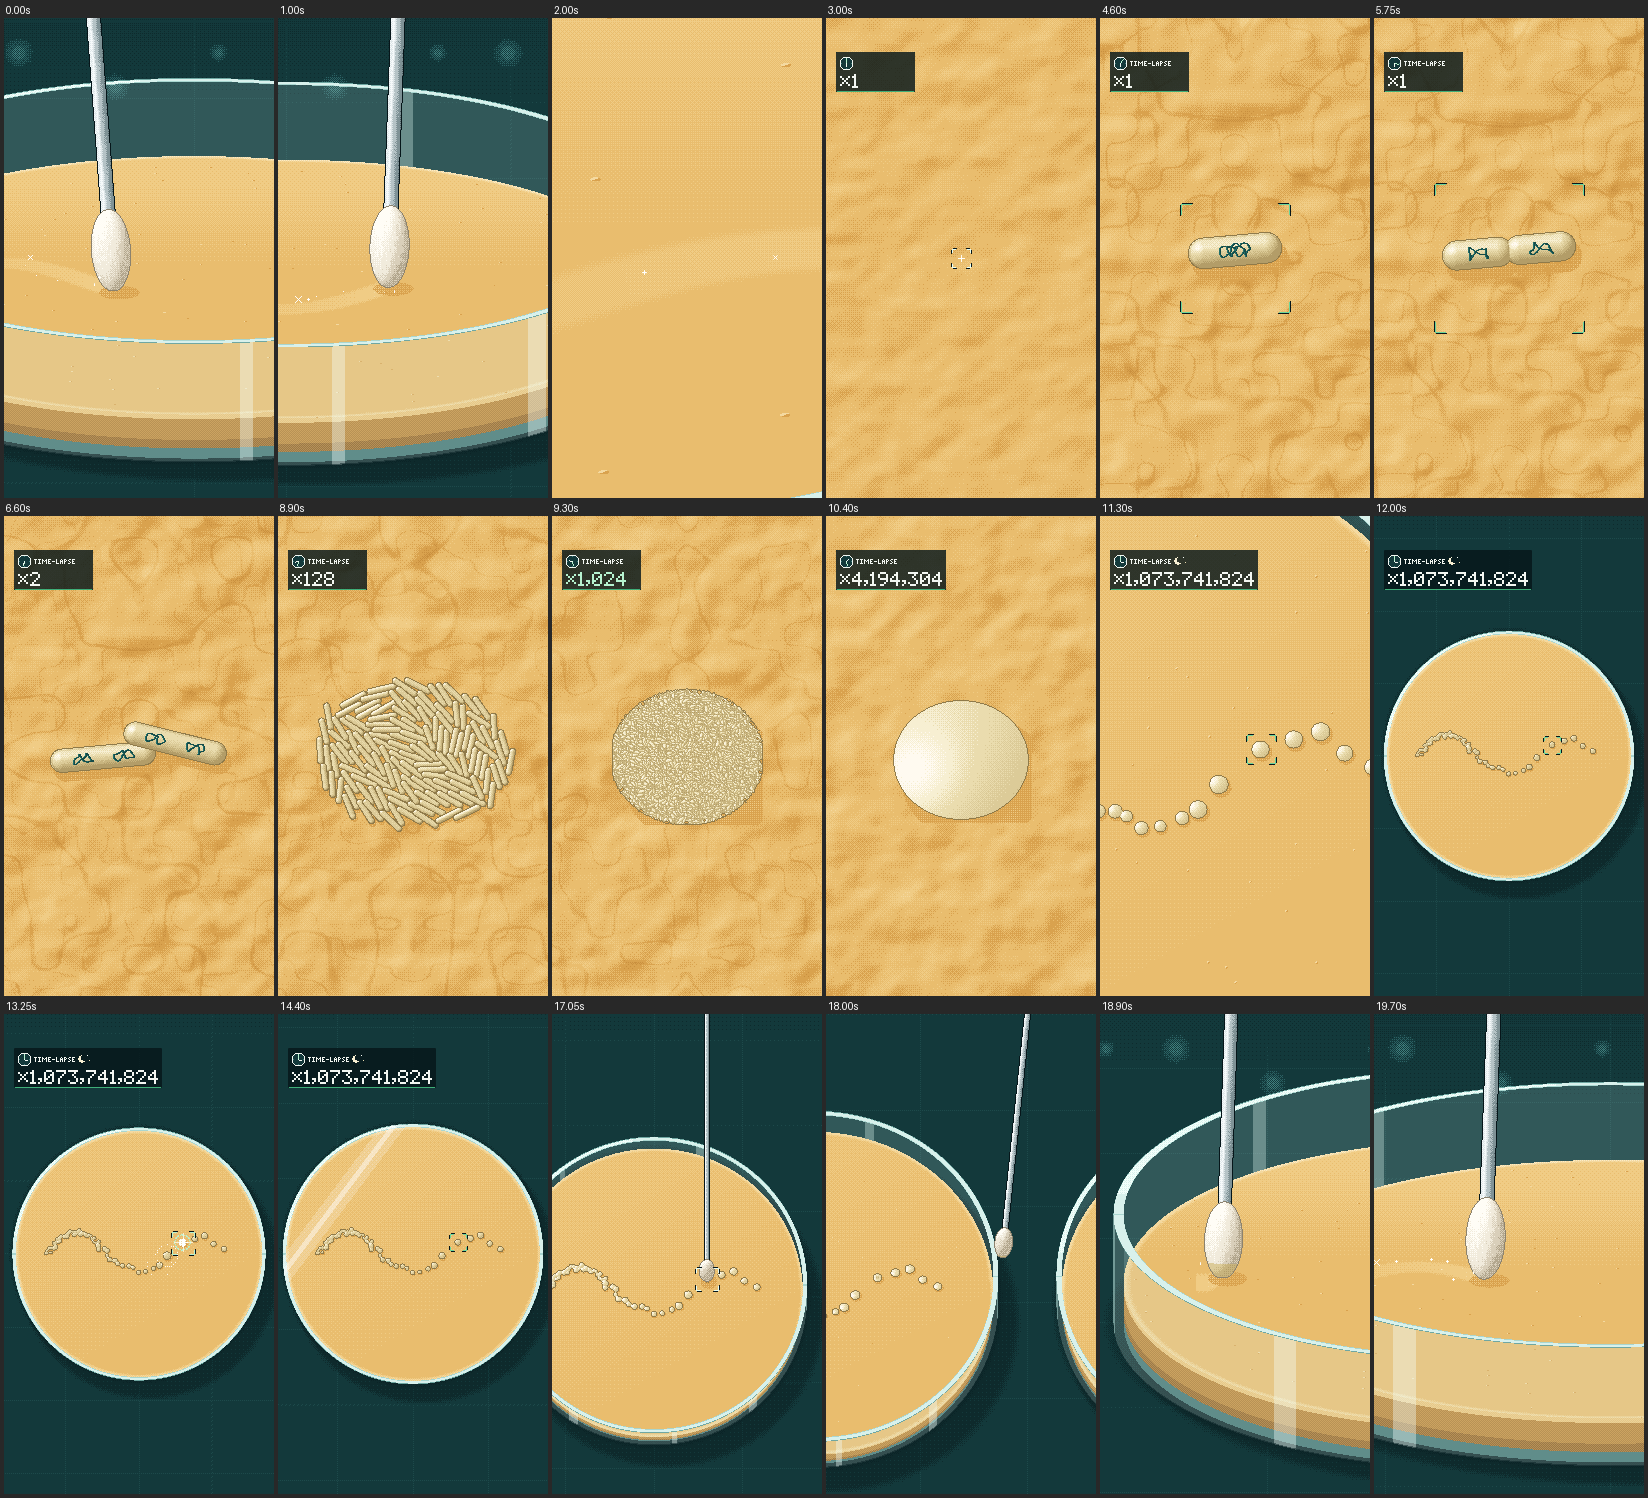 0.00s
1.00s
2.00s
3.00s
4.60s
5.75s
×1
TIME-LAPSE
×1
TIME-LAPSE
×1
6.60s
8.90s
9.30s
10.40s
11.30s
12.00s
TIME-LAPSE
×2
TIME-LAPSE
×128
TIME-LAPSE
×1,024
TIME-LAPSE
×4,194,304
TIME-LAPSE
×1,073,741,824
TIME-LAPSE
×1,073,741,824
13.25s
14.40s
17.05s
18.00s
18.90s
19.70s
TIME-LAPSE
×1,073,741,824
TIME-LAPSE
×1,073,741,824